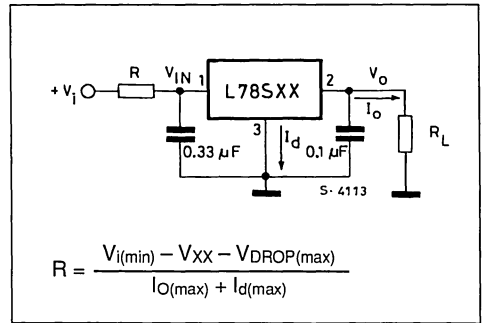 R V_IN 1 L78SXX 2 V_o
+ V_i I_o
3 I_d R_L
0.33 µF 0.1 µF
S- 4113
R = (V_i(min) − V_XX − V_DROP(max)) / (I_O(max) + I_d(max))